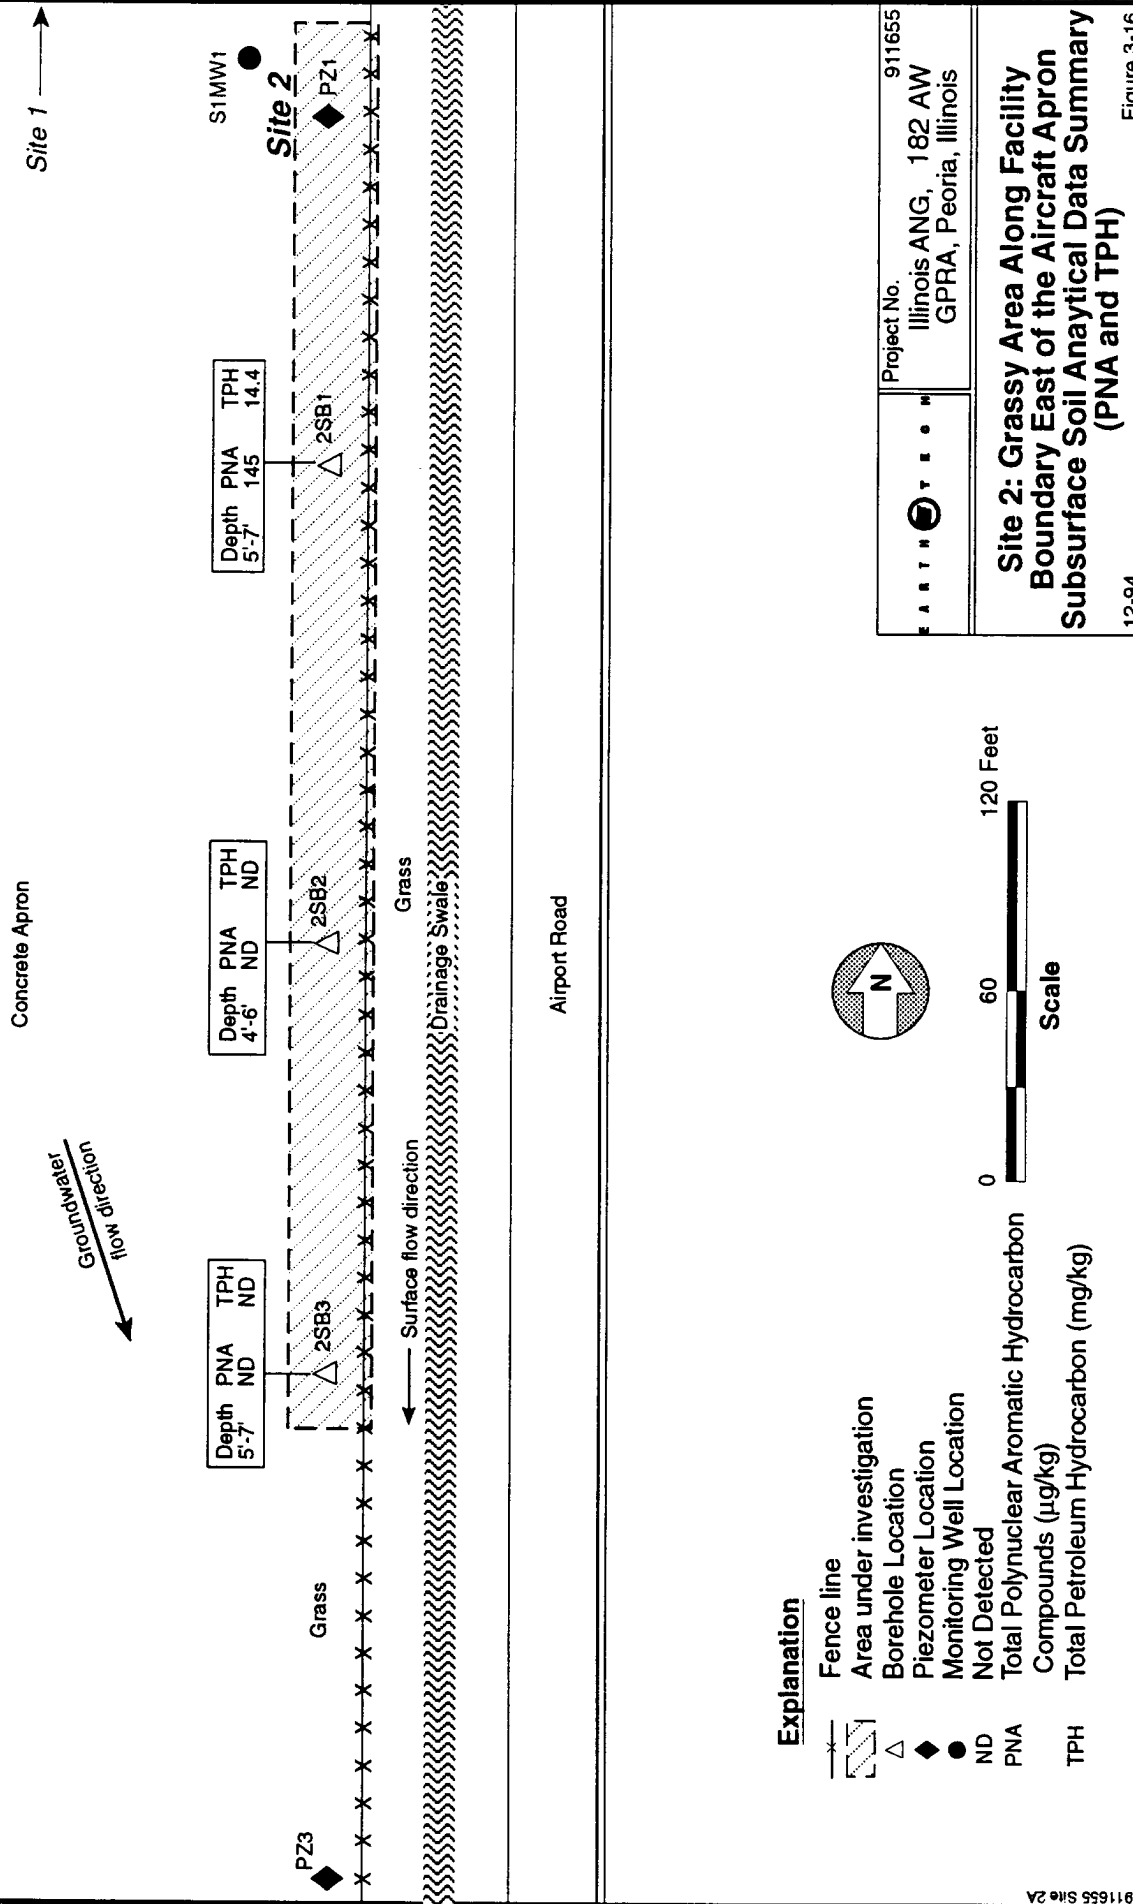 Site 1
S1MW1
Site 2
PZ1
Concrete Apron
Groundwater
flow direction
Depth PNA TPH
5'-7' 145 14.4
2SB1
Depth PNA TPH
4'-6' ND ND
2SB2
Depth PNA TPH
5'-7' ND ND
2SB3
PZ3
Grass
Grass
Surface flow direction
Drainage Swale
Airport Road
Explanation
Fence line
Area under investigation
Borehole Location
Piezometer Location
Monitoring Well Location
ND Not Detected
PNA Total Polynuclear Aromatic Hydrocarbon
Compounds (µg/kg)
TPH Total Petroleum Hydrocarbon (mg/kg)
N
0 60 120 Feet
Scale
EARTH TECH
Project No. 911655
Illinois ANG, 182 AW
GPRA, Peoria, Illinois
Site 2: Grassy Area Along Facility
Boundary East of the Aircraft Apron
Subsurface Soil Anaytical Data Summary
(PNA and TPH)
12-94 Figure 3-16
911655 Site 2A